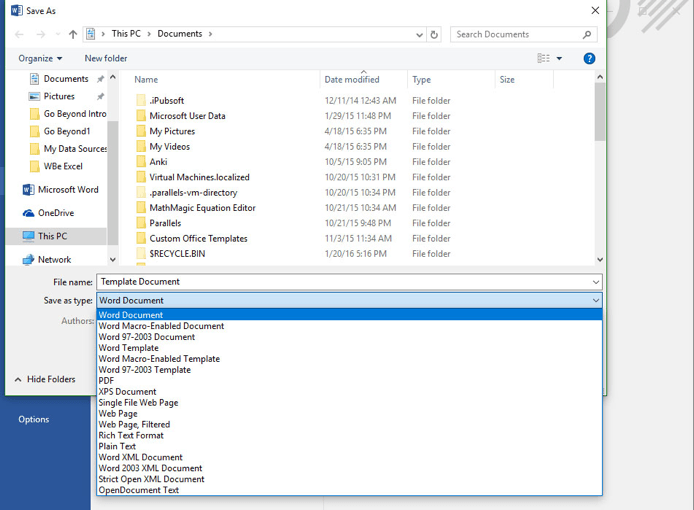 Save As
This PC > Documents >
Search Documents
Organize
New folder
Name
Date modified
Type
Size
Documents
Pictures
Go Beyond Intro
Go Beyond1
My Data Sources
WBe Excel
Microsoft Word
OneDrive
This PC
Network
.iPubsoft 12/11/14 12:43 AM File folder
Microsoft User Data 1/29/15 11:48 PM File folder
My Pictures 4/18/15 6:35 PM File folder
My Videos 4/18/15 6:35 PM File folder
Anki 10/5/15 9:05 PM File folder
Virtual Machines.localized 10/20/15 10:31 PM File folder
.parallels-vm-directory 10/20/15 10:34 PM File folder
MathMagic Equation Editor 10/21/15 10:34 AM File folder
Parallels 10/21/15 9:48 PM File folder
Custom Office Templates 11/3/15 11:34 AM File folder
$RECYCLE.BIN 1/20/16 5:16 PM File folder
File name: Template Document
Save as type: Word Document
Authors:
Word Document
Word Macro-Enabled Document
Word 97-2003 Document
Word Template
Word Macro-Enabled Template
Word 97-2003 Template
PDF
XPS Document
Single File Web Page
Web Page
Web Page, Filtered
Rich Text Format
Plain Text
Word XML Document
Word 2003 XML Document
Strict Open XML Document
OpenDocument Text
Hide Folders
Options